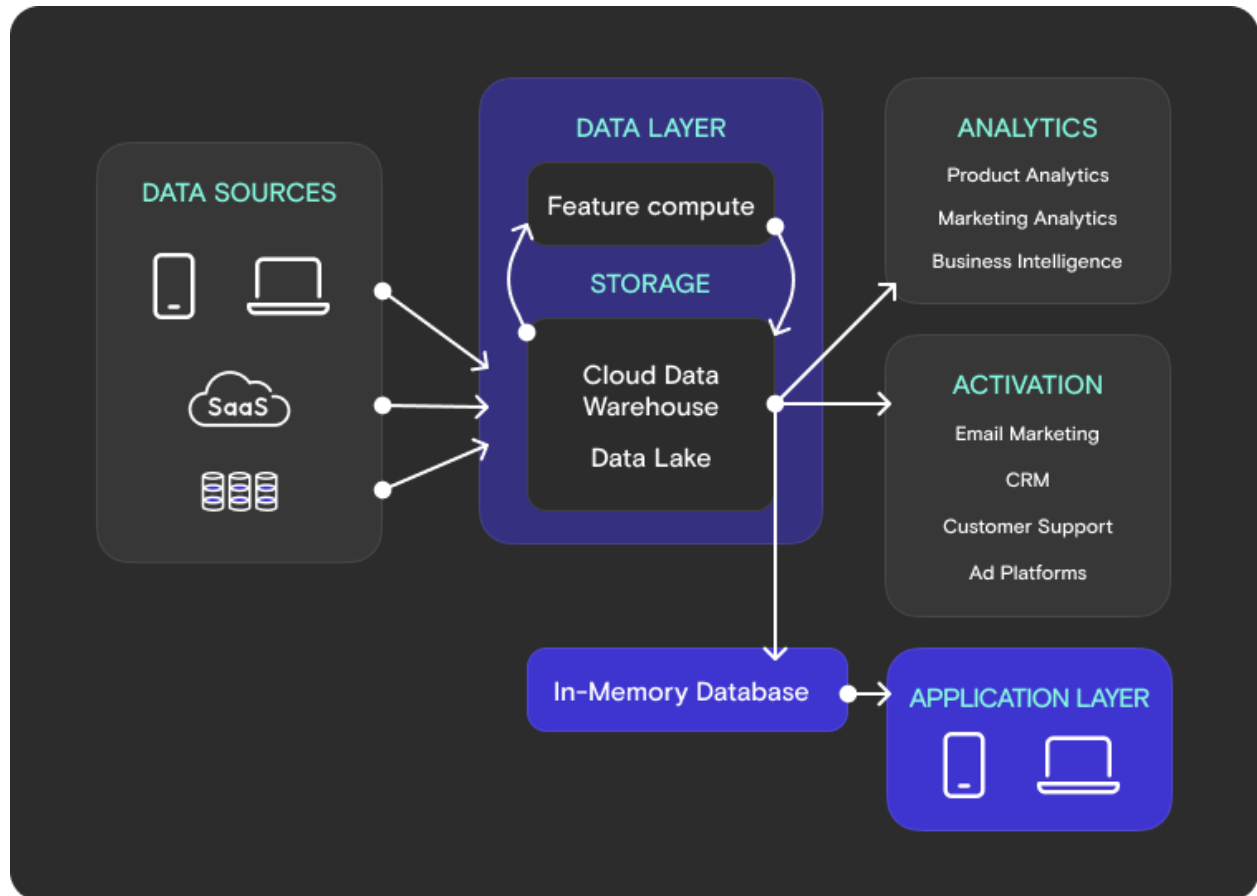 DATA SOURCES
SaaS
DATA LAYER
Feature compute
STORAGE
Cloud Data
Warehouse
Data Lake
ANALYTICS
Product Analytics
Marketing Analytics
Business Intelligence
ACTIVATION
Email Marketing
CRM
Customer Support
Ad Platforms
In-Memory Database
APPLICATION LAYER